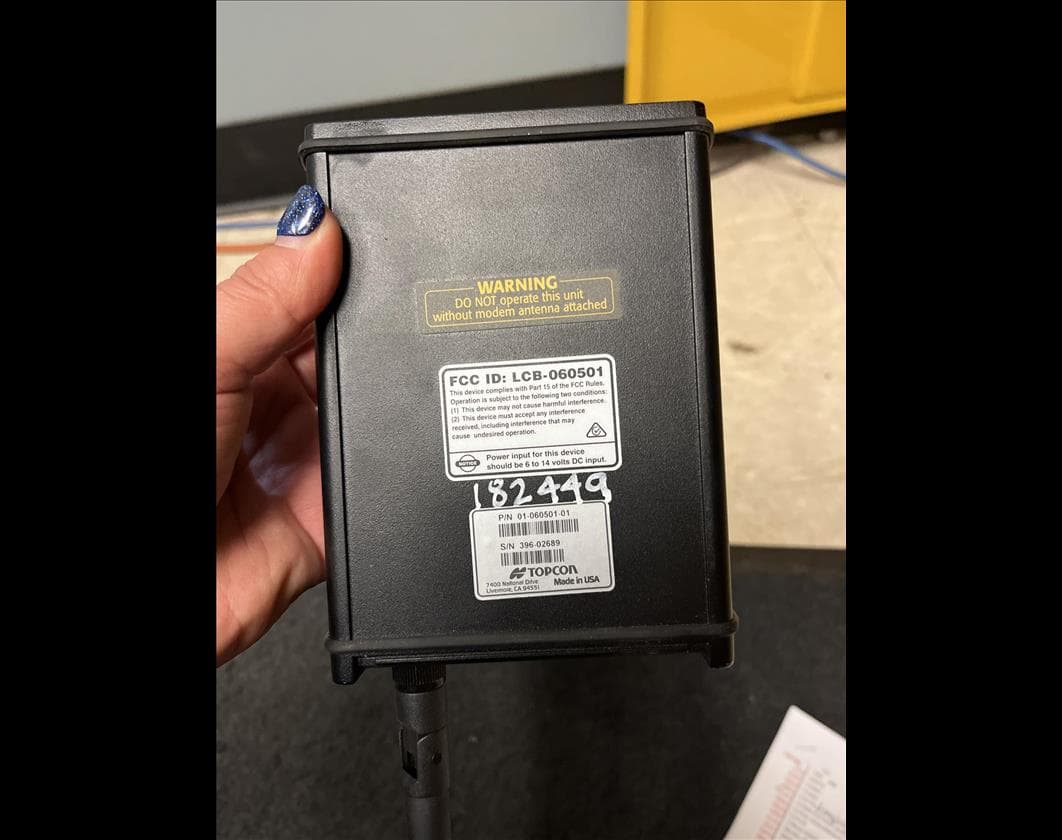 WARNING
DO NOT operate this unit
without modem antenna attached
FCC ID: LCB-060501
This device complies with Part 15 of the FCC Rules.
Operation is subject to the following two conditions:
(1) This device may not cause harmful interference.
(2) This device must accept any interference
received, including interference that may
cause undesired operation.
NOTICE
Power input for this device
should be 6 to 14 volts DC input.
182449
P/N 01-060501-01
S/N 396-02689
TOPCON
7400 National Drive
Livermore, CA 94551
Made in USA